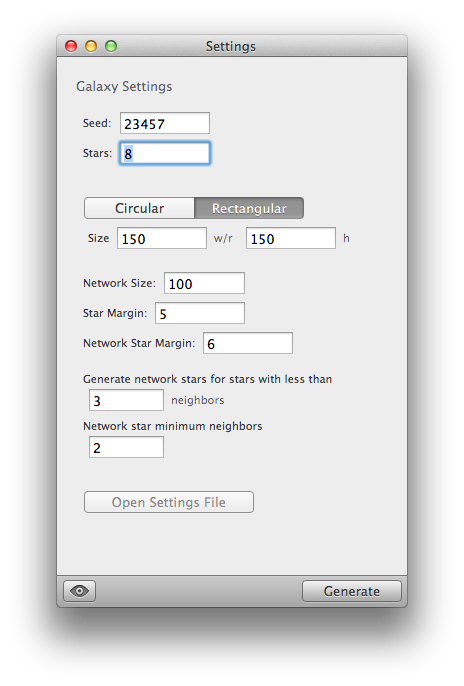 Settings
Galaxy Settings
Seed: 23457
Stars: 8
Circular Rectangular
Size 150 w/r 150 h
Network Size: 100
Star Margin: 5
Network Star Margin: 6
Generate network stars for stars with less than
3 neighbors
Network star minimum neighbors
2
Open Settings File
Generate